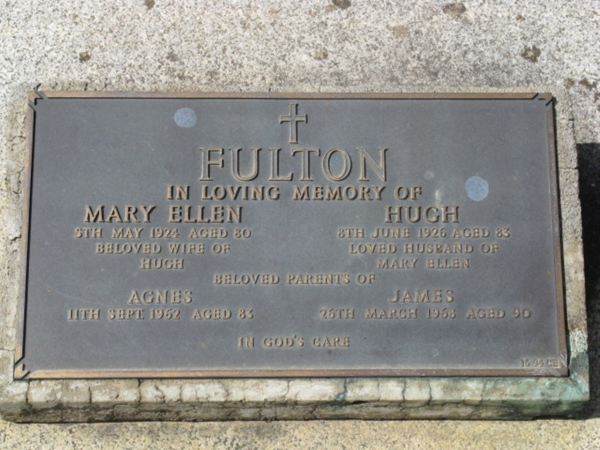 FULTON
IN LOVING MEMORY OF
MARY ELLEN HUGH
5TH MAY 1924 AGED 80 8TH JUNE 1926 AGED 83
BELOVED WIFE OF LOVED HUSBAND OF
HUGH MARY ELLEN
BELOVED PARENTS OF
AGNES JAMES
11TH SEPT. 1962 AGED 83 26TH MARCH 1968 AGED 90
IN GOD'S CARE